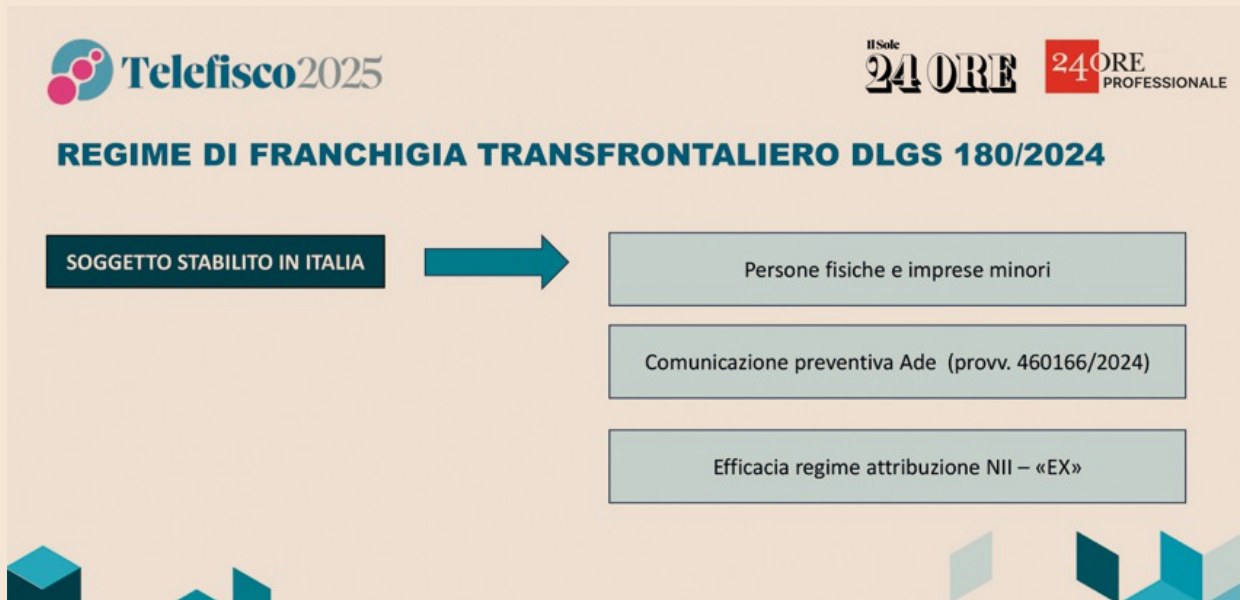 Telefisco2025
Il Sole
24 ORE
24ORE
PROFESSIONALE
REGIME DI FRANCHIGIA TRANSFRONTALIERO DLGS 180/2024
SOGGETTO STABILITO IN ITALIA
Persone fisiche e imprese minori
Comunicazione preventiva Ade (provv. 460166/2024)
Efficacia regime attribuzione NII – «EX»